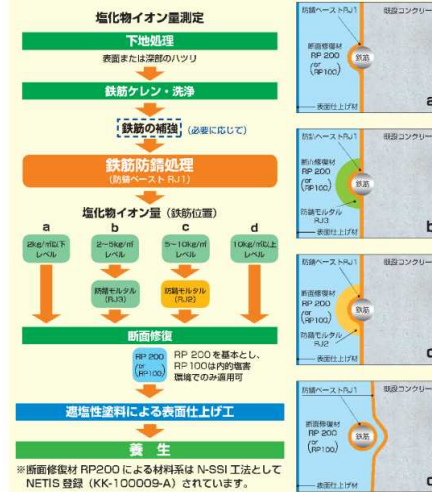 塩化物イオン量測定
下地処理
表面または深部のハツリ
鉄筋ケレン・洗浄
鉄筋の補強 (必要に応じて)
鉄筋防錆処理
(防錆ペースト RJ1)
塩化物イオン量 (鉄筋位置)
a b c d
2kg/㎥以下 2~5kg/㎥ 5~10kg/㎥ 10kg/㎥以上
レベル レベル レベル レベル
防錆モルタル 防錆モルタル
(RJ3) (RJ2)
断面修復
RP 200
(or RP100)
RP 200 を基本とし、
RP100は内的塩害
環境でのみ適用可
遮塩性塗料による表面仕上げ工
養 生
※断面修復材 RP200 による材料系は N-SSI 工法として
NETIS 登録 (KK-100009-A) されています。
防錆ペーストRJ1 既設コンクリー
断面修復材
RP 200
(or RP100)
鉄筋
表面仕上げ材
a
防錆ペーストRJ1 既設コンクリー
断面修復材
RP 200
(or RP100)
鉄筋
防錆モルタル
RJ3
表面仕上げ材
b
防錆ペーストRJ1 既設コンクリー
断面修復材
RP 200
(or RP100)
鉄筋
防錆モルタル
RJ2
表面仕上げ材
防錆ペーストRJ1 既設コンクリー
断面修復材
RP 200
(or RP100)
鉄筋
表面仕上げ材